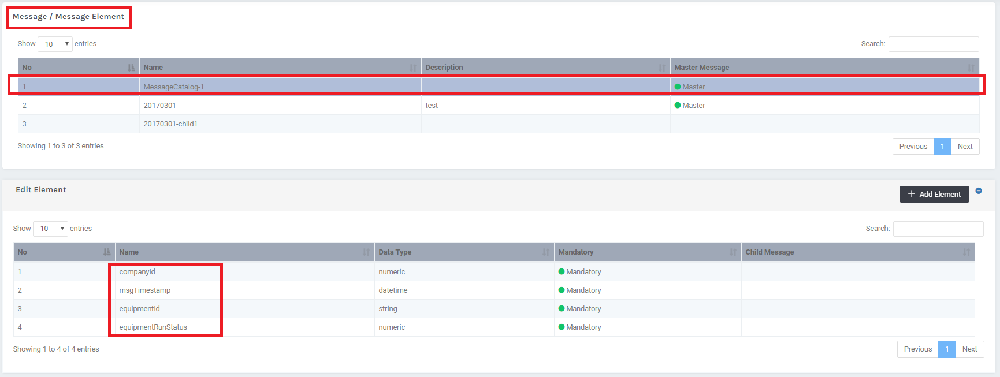 Message / Message Element
Show 10 entries Search:
No Name Description Master Message
1 MessageCatalog-1 Master
2 20170301 test Master
3 20170301-child1
Showing 1 to 3 of 3 entries Previous 1 Next
Edit Element + Add Element
Show 10 entries Search:
No Name Data Type Mandatory Child Message
1 companyId numeric Mandatory
2 msgTimestamp datetime Mandatory
3 equipmentId string Mandatory
4 equipmentRunStatus numeric Mandatory
Showing 1 to 4 of 4 entries Previous 1 Next